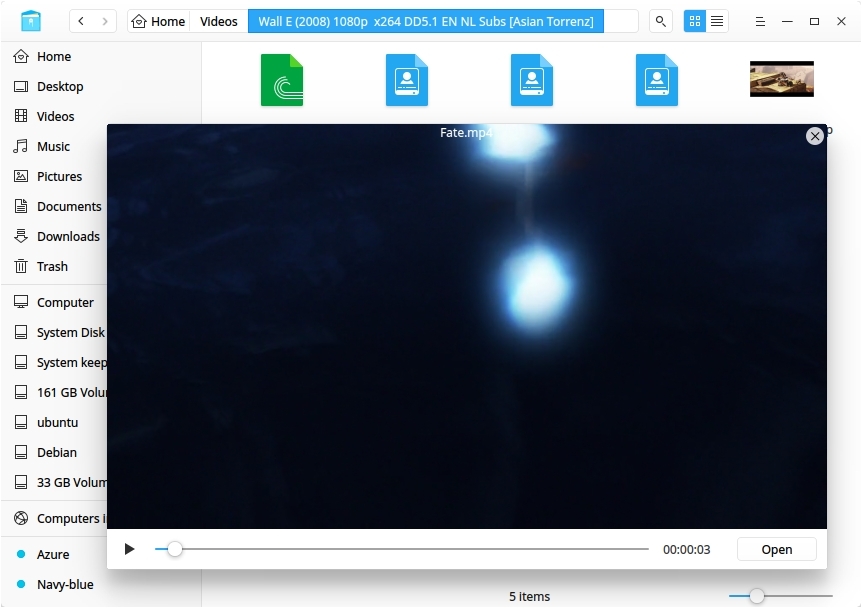 Home
Videos
Wall E (2008) 1080p x264 DD5.1 EN NL Subs [Asian Torrenz]
Home
Desktop
Videos
Music
Pictures
Documents
Downloads
Trash
Computer
System Disk
System keep
161 GB Volu
ubuntu
Debian
33 GB Volum
Computers i
Azure
Navy-blue
p
Fate.mp4
00:00:03
Open
5 items